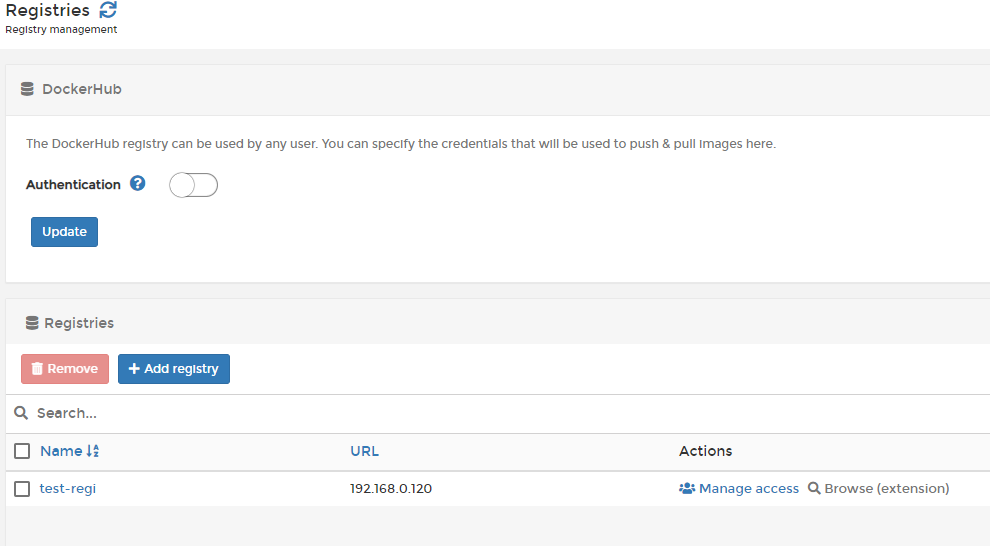 Registries
Registry management
DockerHub
The DockerHub registry can be used by any user. You can specify the credentials that will be used to push & pull images here.
Authentication ?
Update
Registries
Remove + Add registry
Search...
Name URL Actions
test-regi 192.168.0.120 Manage access Browse (extension)